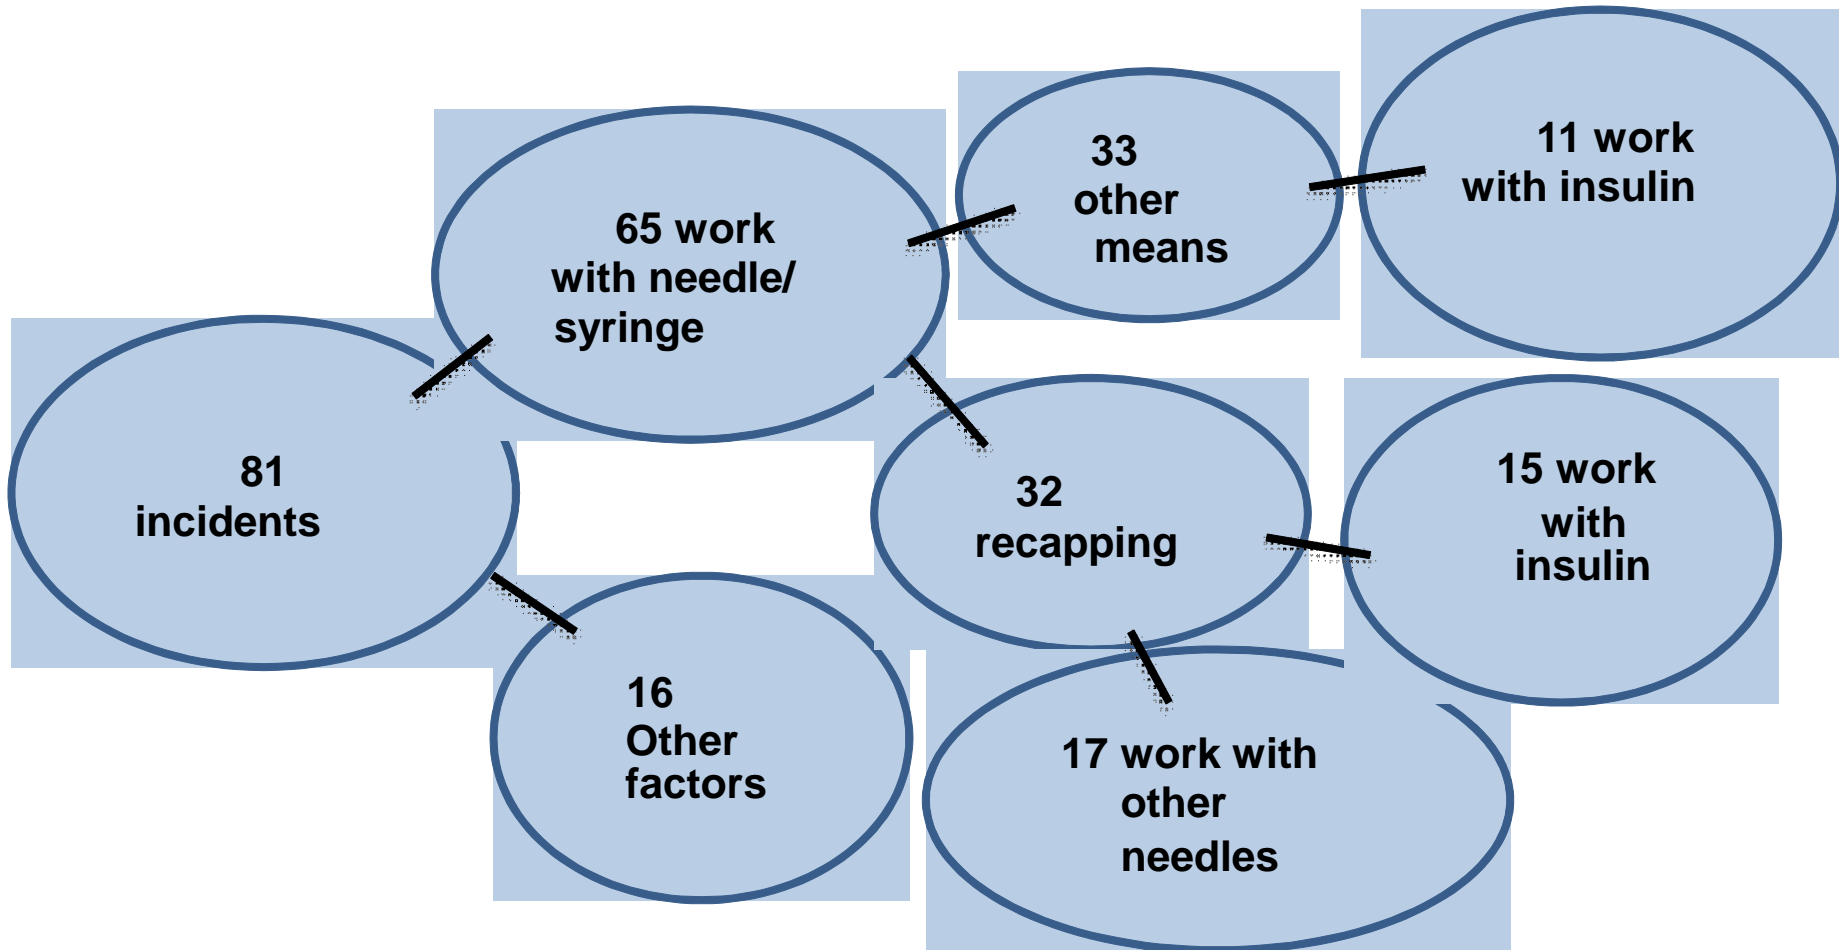 81
incidents
65 work
with needle/
syringe
33
other
means
11 work
with insulin
32
recapping
15 work
with
insulin
16
Other
factors
17 work with
other
needles